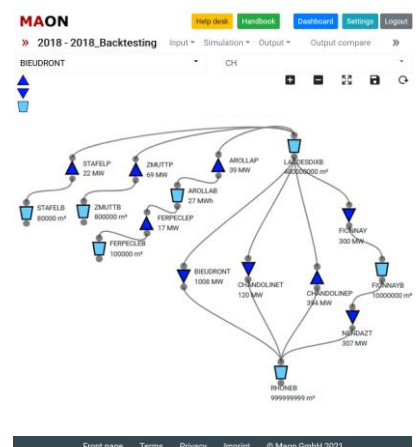 MAON
Help desk Handbook Dashboard Settings Logout
» 2018 - 2018_Backtesting Input Simulation Output Output compare »
BIEUDRONT CH
STAFELP
22 MW
ZMUTTP
69 MW
AROLLAP
39 MW
LACDESDIXB
400000000 m³
STAFELB
80000 m³
ZMUTTB
800000 m³
AROLLAB
27 MWh
FERPECLEP
17 MW
FERPECLEB
100000 m³
FIONNAY
300 MW
BIEUDRONT
1008 MW
CHANDOLINET
120 MW
CHANDOLINEP
394 MW
FIONNAYB
10000000 m³
NENDAZT
307 MW
RHONEB
999999999 m³
Front page Terms Privacy Imprint © Maon GmbH 2021